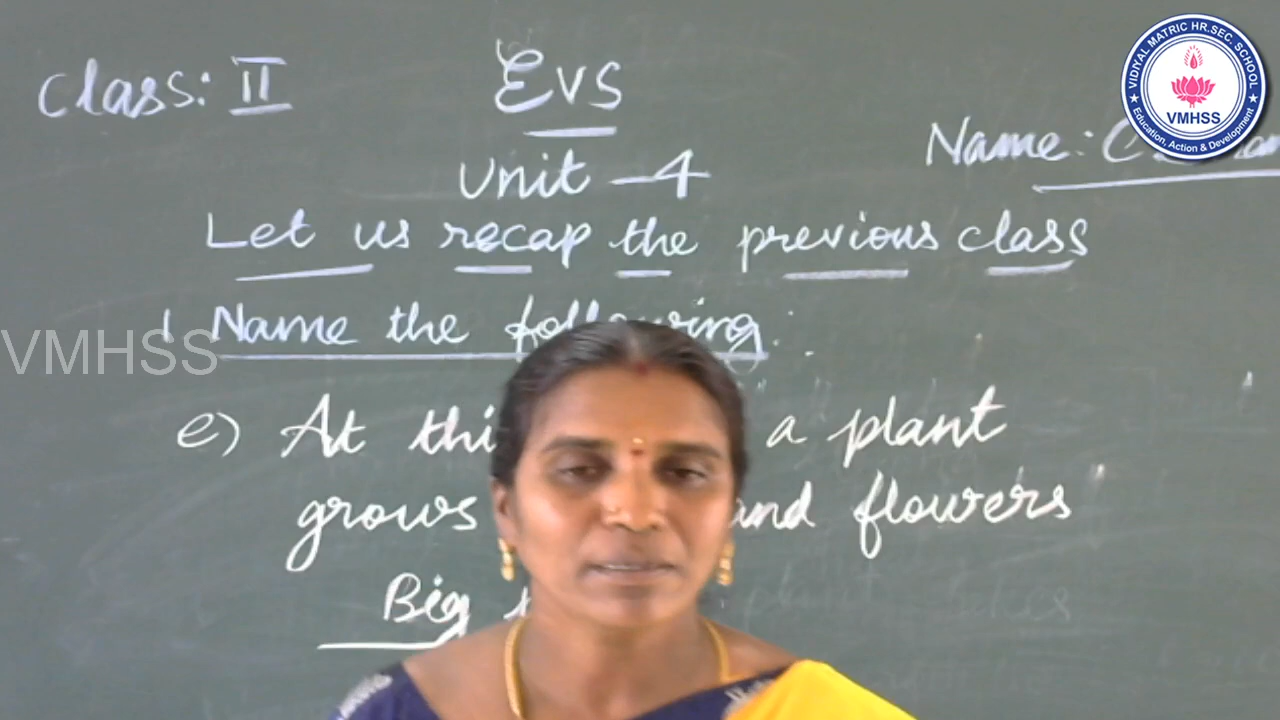 Class: II
EVS
Name: C
Unit - 4
Let us recap the previous class
1 Name the following:
e) At thi a plant
grows and flowers
Big
VMHSS
VIDIYAL MATRIC HR.SEC. SCHOOL
VMHSS
Education, Action & Development